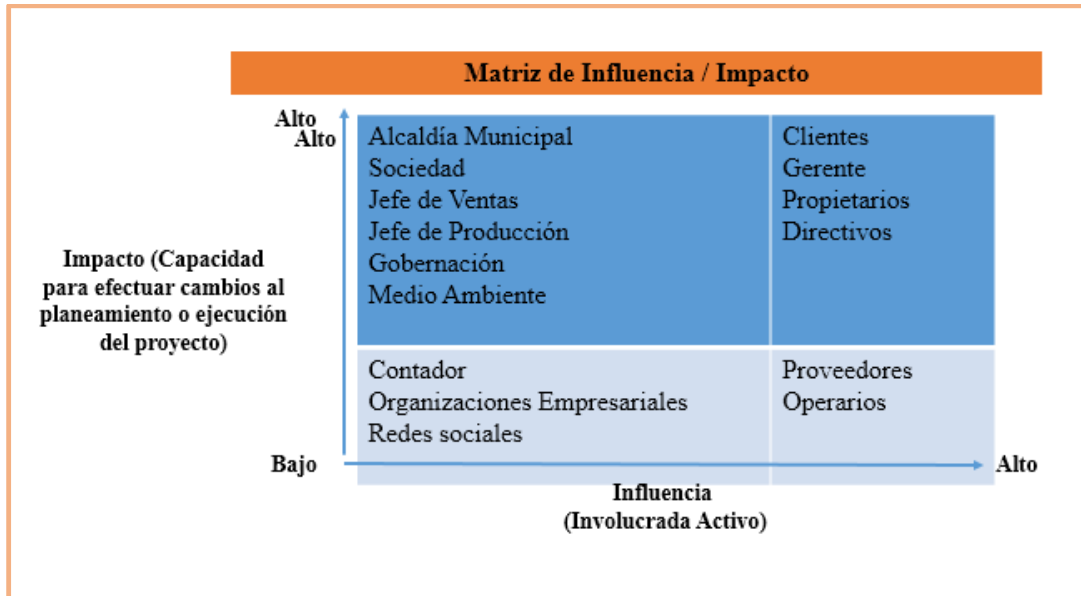 Matriz de Influencia / Impacto
Alto
Alto
Alcaldía Municipal
Sociedad
Jefe de Ventas
Jefe de Producción
Gobernación
Medio Ambiente
Clientes
Gerente
Propietarios
Directivos
Impacto (Capacidad
para efectuar cambios al
planeamiento o ejecución
del proyecto)
Contador
Organizaciones Empresariales
Redes sociales
Proveedores
Operarios
Bajo
Alto
Influencia
(Involucrada Activo)